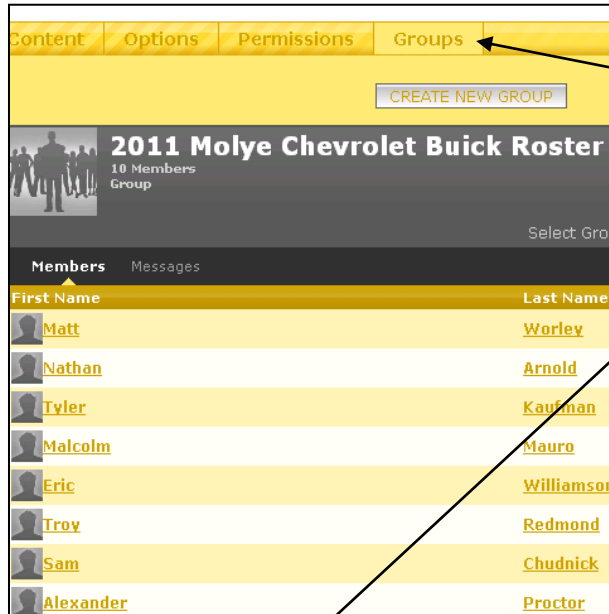 Content Options Permissions Groups
CREATE NEW GROUP
2011 Molye Chevrolet Buick Roster
10 Members
Group
Select Gro
Members Messages
First Name Last Name
Matt Worley
Nathan Arnold
Tyler Kaufman
Malcolm Mauro
Eric Williamson
Troy Redmond
Sam Chudnick
Alexander Proctor